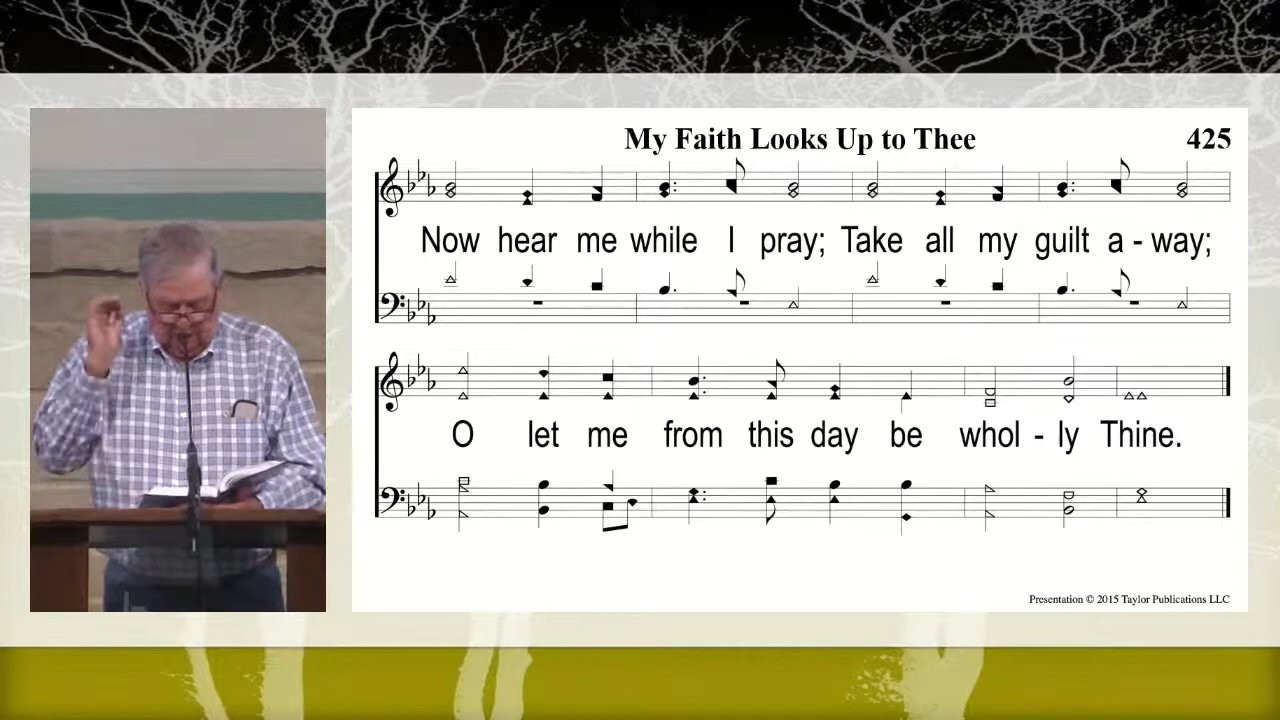 My Faith Looks Up to Thee 425
Now hear me while I pray; Take all my guilt a - way;
O let me from this day be whol - ly Thine.
Presentation © 2015 Taylor Publications LLC